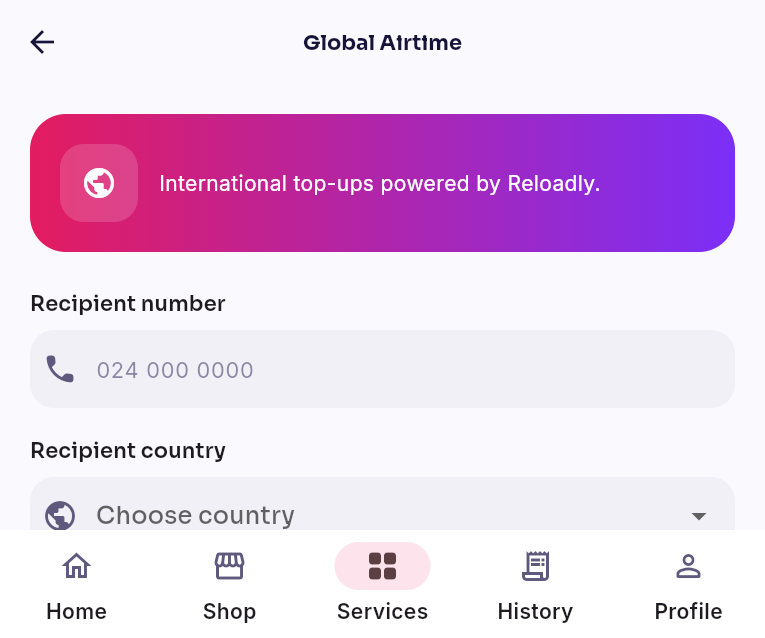 Global Airtime
International top-ups powered by Reloadly.
Recipient number
024 000 0000
Recipient country
Choose country
Home
Shop
Services
History
Profile